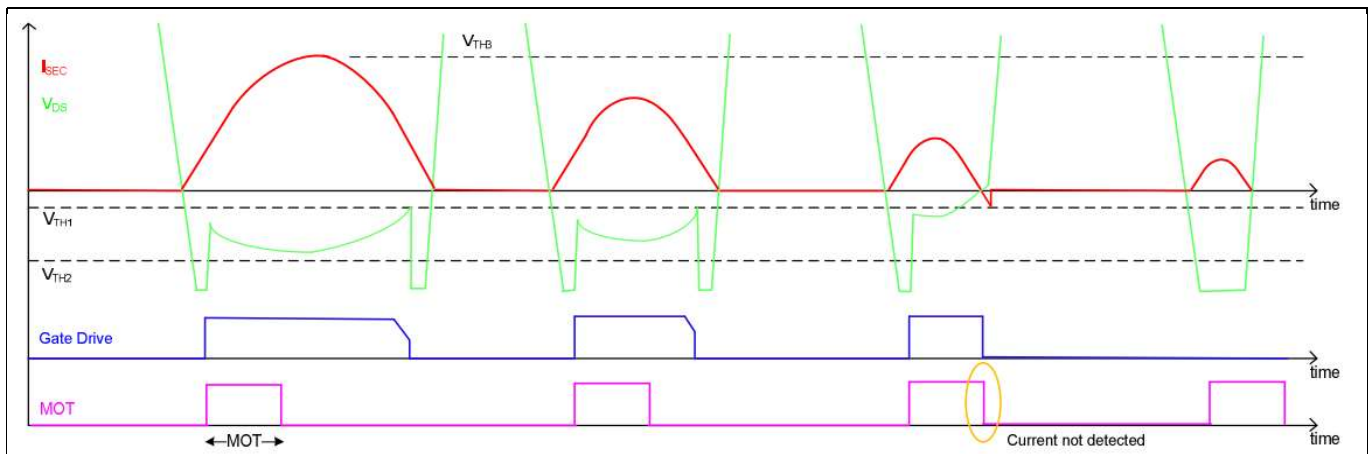 VTH3
ISEC
VDS
time
VTH1
VTH2
Gate Drive
time
MOT
MOT
Current not detected
time